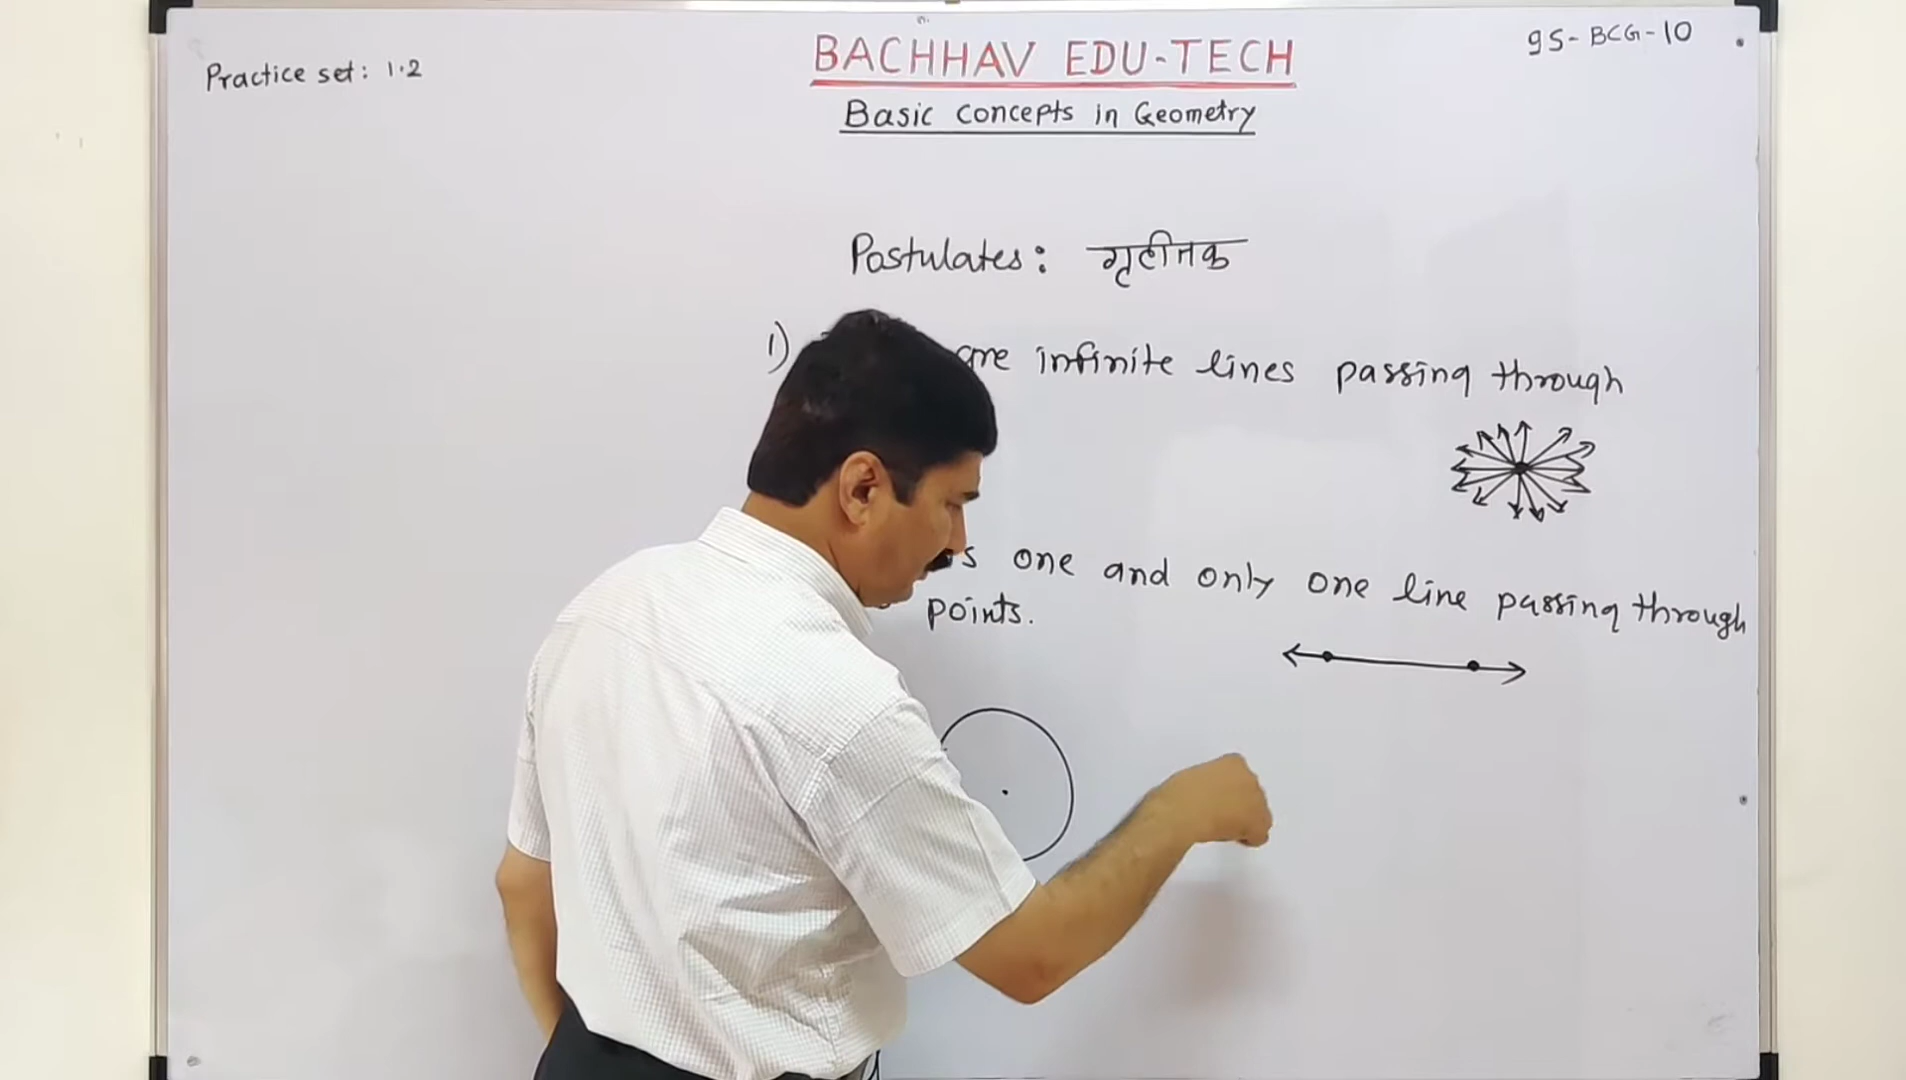 Practice set: 1.2
BACHHAV EDU-TECH
9S-BCG-10
Basic Concepts in Geometry
Postulates: गृहीतक
1) are infinite lines passing through
one and only one line passing through
points.